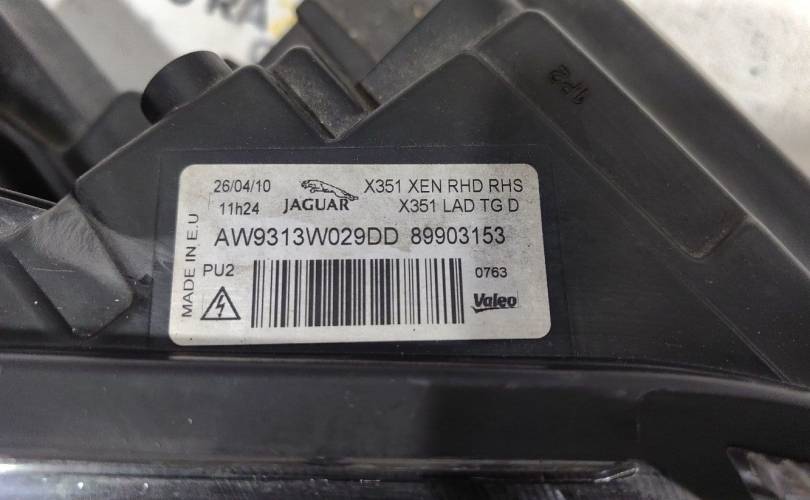 26/04/10 X351 XEN RHD RHS
11h24 JAGUAR X351 LAD TG D
AW9313W029DD 89903153
MADE IN E.U
PU2 0763
Valeo
1P2